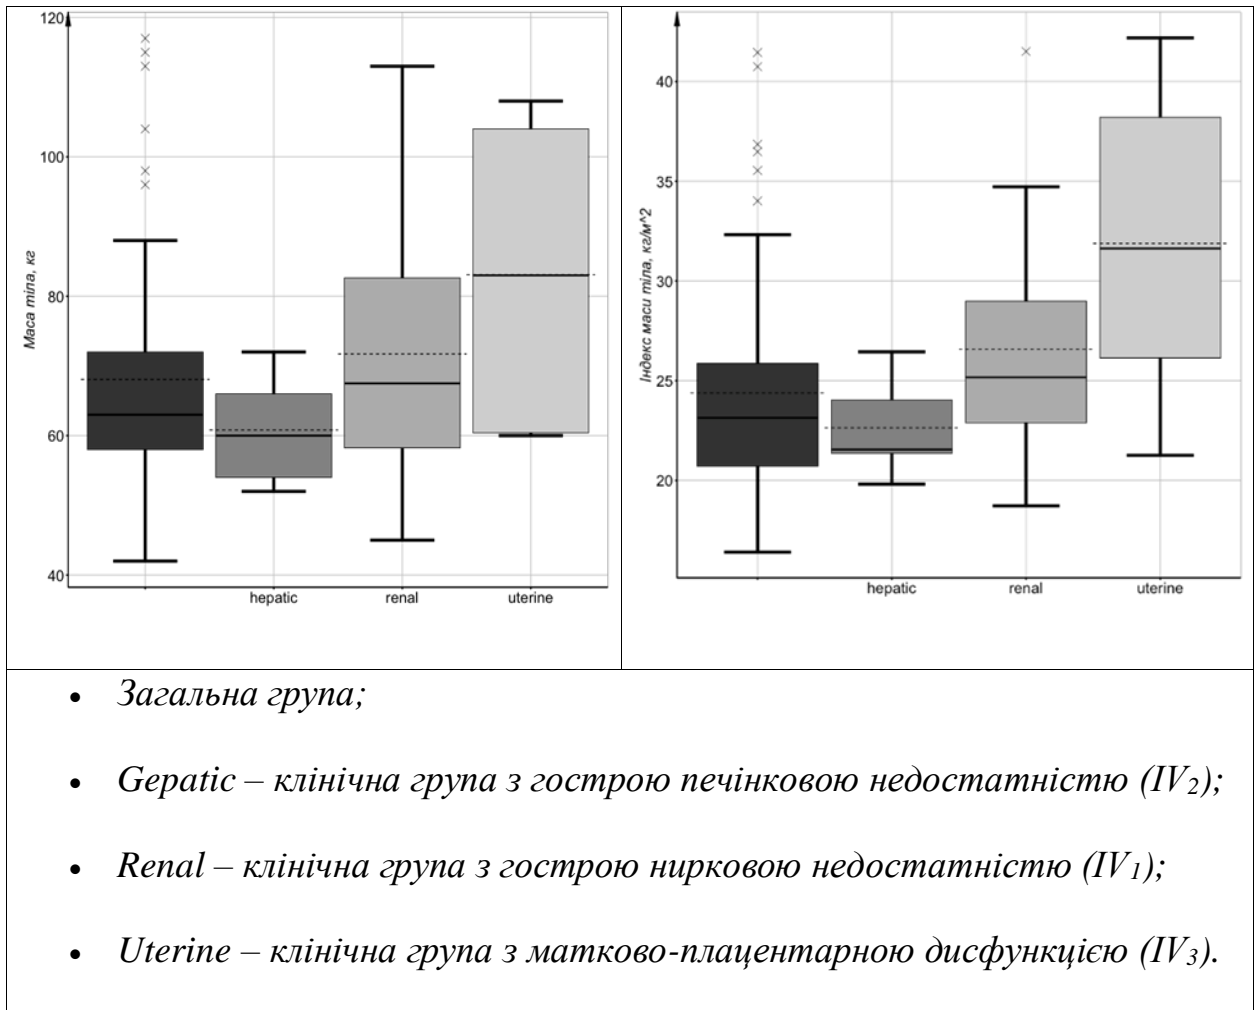 120
100
80
60
40
Маса тіла, кг
hepatic renal uterine
40
35
30
25
20
Індекс маси тіла, кг/м^2
hepatic renal uterine
• Загальна група;
• Gepatic – клінічна група з гострою печінковою недостатністю (IV₂);
• Renal – клінічна група з гострою нирковою недостатністю (IV₁);
• Uterine – клінічна група з матково-плацентарною дисфункцією (IV₃).